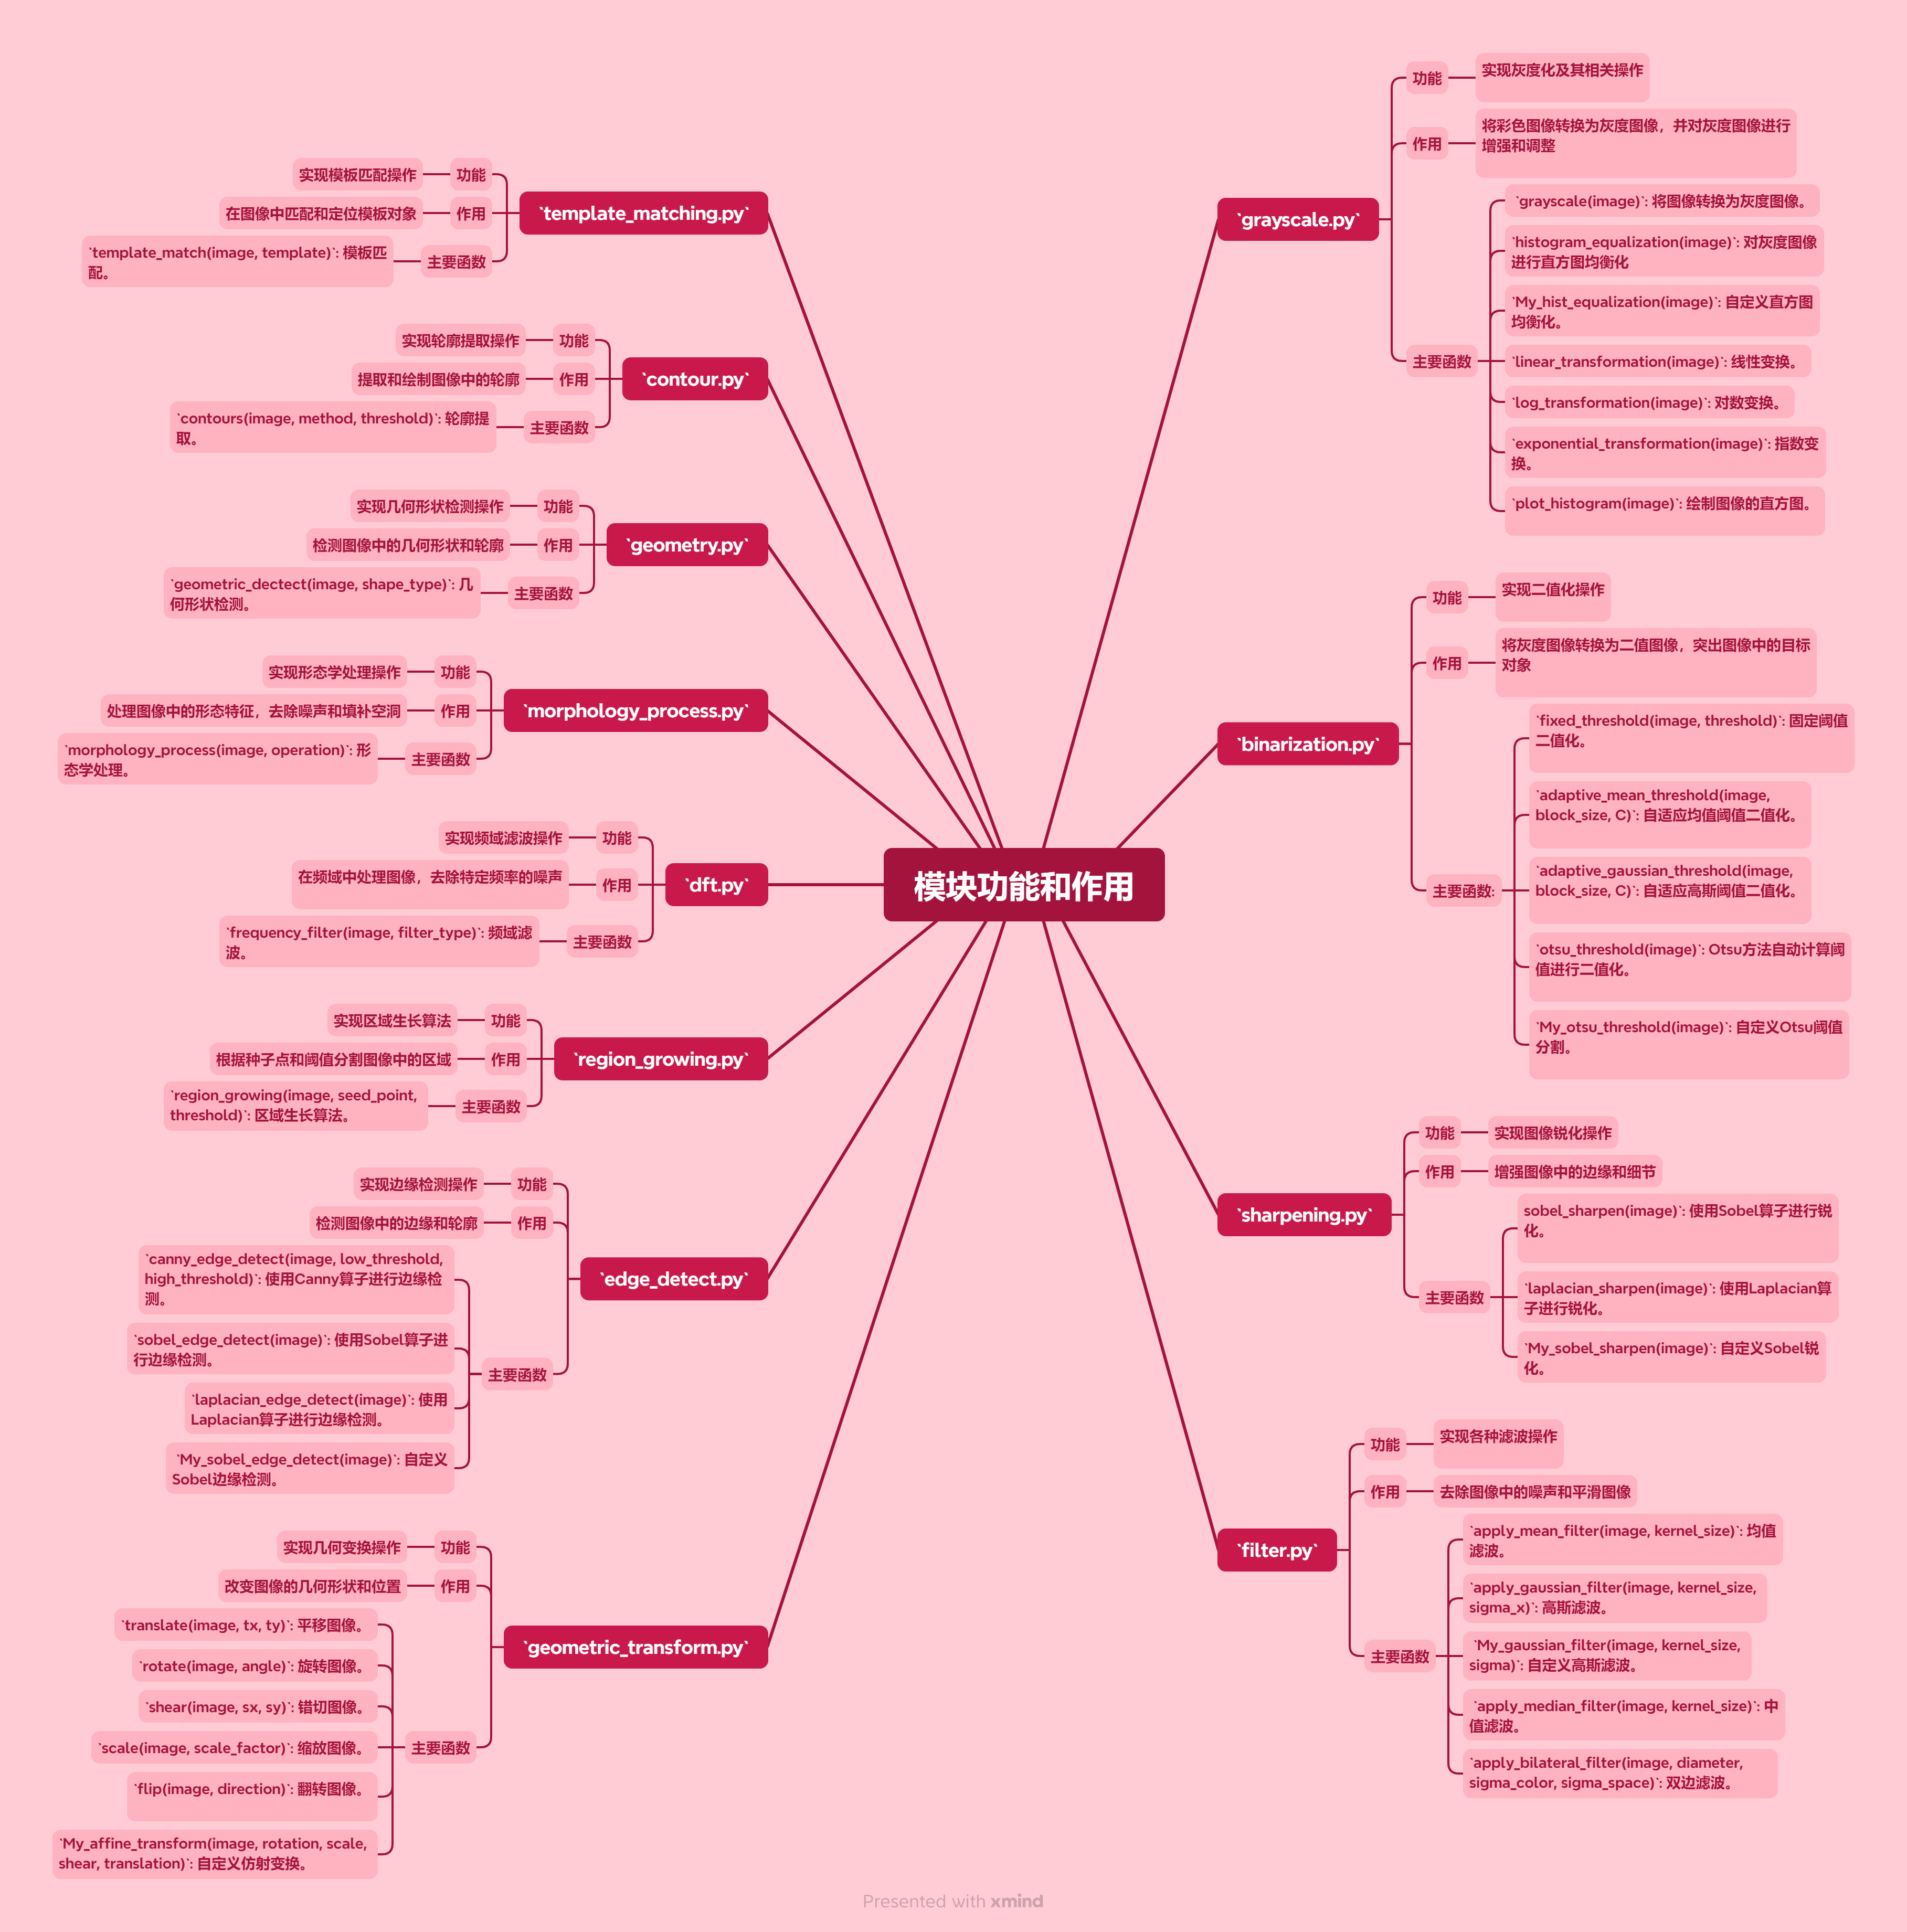 模块功能和作用
`grayscale.py`
功能
实现灰度化及其相关操作
作用
将彩色图像转换为灰度图像，并对灰度图像进行
增强和调整
主要函数
`grayscale(image)`: 将图像转换为灰度图像。
`histogram_equalization(image)`: 对灰度图像
进行直方图均衡化
`My_hist_equalization(image)`: 自定义直方图
均衡化。
`linear_transformation(image)`: 线性变换。
`log_transformation(image)`: 对数变换。
`exponential_transformation(image)`: 指数变
换。
`plot_histogram(image)`: 绘制图像的直方图。
`binarization.py`
功能
实现二值化操作
作用
将灰度图像转换为二值图像，突出图像中的目标
对象
主要函数:
`fixed_threshold(image, threshold)`: 固定阈值
二值化。
`adaptive_mean_threshold(image,
block_size, C)`: 自适应均值阈值二值化。
`adaptive_gaussian_threshold(image,
block_size, C)`: 自适应高斯阈值二值化。
`otsu_threshold(image)`: Otsu方法自动计算阈
值进行二值化。
`My_otsu_threshold(image)`: 自定义Otsu阈值
分割。
`sharpening.py`
功能
实现图像锐化操作
作用
增强图像中的边缘和细节
主要函数
sobel_sharpen(image)`: 使用Sobel算子进行锐
化。
`laplacian_sharpen(image)`: 使用Laplacian算
子进行锐化。
`My_sobel_sharpen(image)`: 自定义Sobel锐
化。
`filter.py`
功能
实现各种滤波操作
作用
去除图像中的噪声和平滑图像
主要函数
`apply_mean_filter(image, kernel_size)`: 均值
滤波。
`apply_gaussian_filter(image, kernel_size,
sigma_x)`: 高斯滤波。
`My_gaussian_filter(image, kernel_size,
sigma)`: 自定义高斯滤波。
`apply_median_filter(image, kernel_size)`: 中
值滤波。
`apply_bilateral_filter(image, diameter,
sigma_color, sigma_space)`: 双边滤波。
`template_matching.py`
功能
实现模板匹配操作
作用
在图像中匹配和定位模板对象
主要函数
`template_match(image, template)`: 模板匹
配。
`contour.py`
功能
实现轮廓提取操作
作用
提取和绘制图像中的轮廓
主要函数
`contours(image, method, threshold)`: 轮廓提
取。
`geometry.py`
功能
实现几何形状检测操作
作用
检测图像中的几何形状和轮廓
主要函数
`geometric_dectect(image, shape_type)`: 几
何形状检测。
`morphology_process.py`
功能
实现形态学处理操作
作用
处理图像中的形态特征，去除噪声和填补空洞
主要函数
`morphology_process(image, operation)`: 形
态学处理。
`dft.py`
功能
实现频域滤波操作
作用
在频域中处理图像，去除特定频率的噪声
主要函数
`frequency_filter(image, filter_type)`: 频域滤
波。
`region_growing.py`
功能
实现区域生长算法
作用
根据种子点和阈值分割图像中的区域
主要函数
`region_growing(image, seed_point,
threshold)`: 区域生长算法。
`edge_detect.py`
功能
实现边缘检测操作
作用
检测图像中的边缘和轮廓
主要函数
`canny_edge_detect(image, low_threshold,
high_threshold)`: 使用Canny算子进行边缘检
测。
`sobel_edge_detect(image)`: 使用Sobel算子进
行边缘检测。
`laplacian_edge_detect(image)`: 使用
Laplacian算子进行边缘检测。
`My_sobel_edge_detect(image)`: 自定义
Sobel边缘检测。
`geometric_transform.py`
功能
实现几何变换操作
作用
改变图像的几何形状和位置
主要函数
`translate(image, tx, ty)`: 平移图像。
`rotate(image, angle)`: 旋转图像。
`shear(image, sx, sy)`: 错切图像。
`scale(image, scale_factor)`: 缩放图像。
`flip(image, direction)`: 翻转图像。
`My_affine_transform(image, rotation, scale,
shear, translation)`: 自定义仿射变换。
Presented with xmind